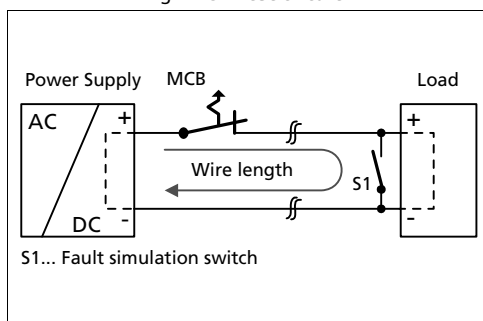 Power Supply
MCB
Load
AC
+
+
Wire length
S1
DC
-
-
S1... Fault simulation switch